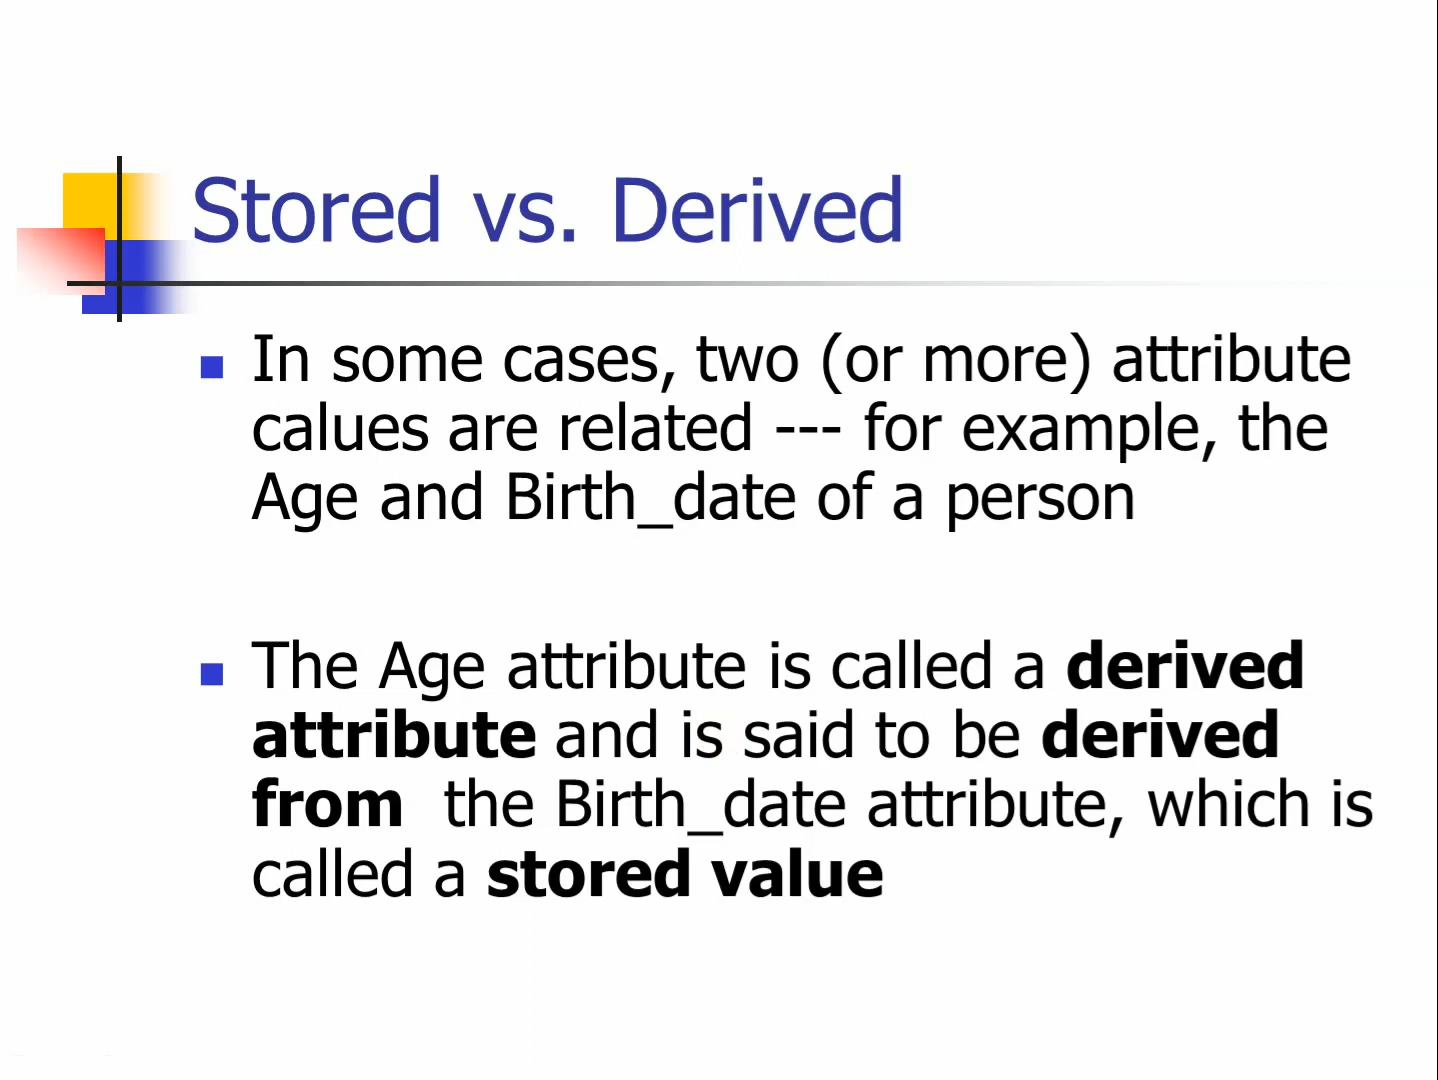 Stored vs. Derived
In some cases, two (or more) attribute
calues are related --- for example, the
Age and Birth_date of a person
The Age attribute is called a derived
attribute and is said to be derived
from the Birth_date attribute, which is
called a stored value